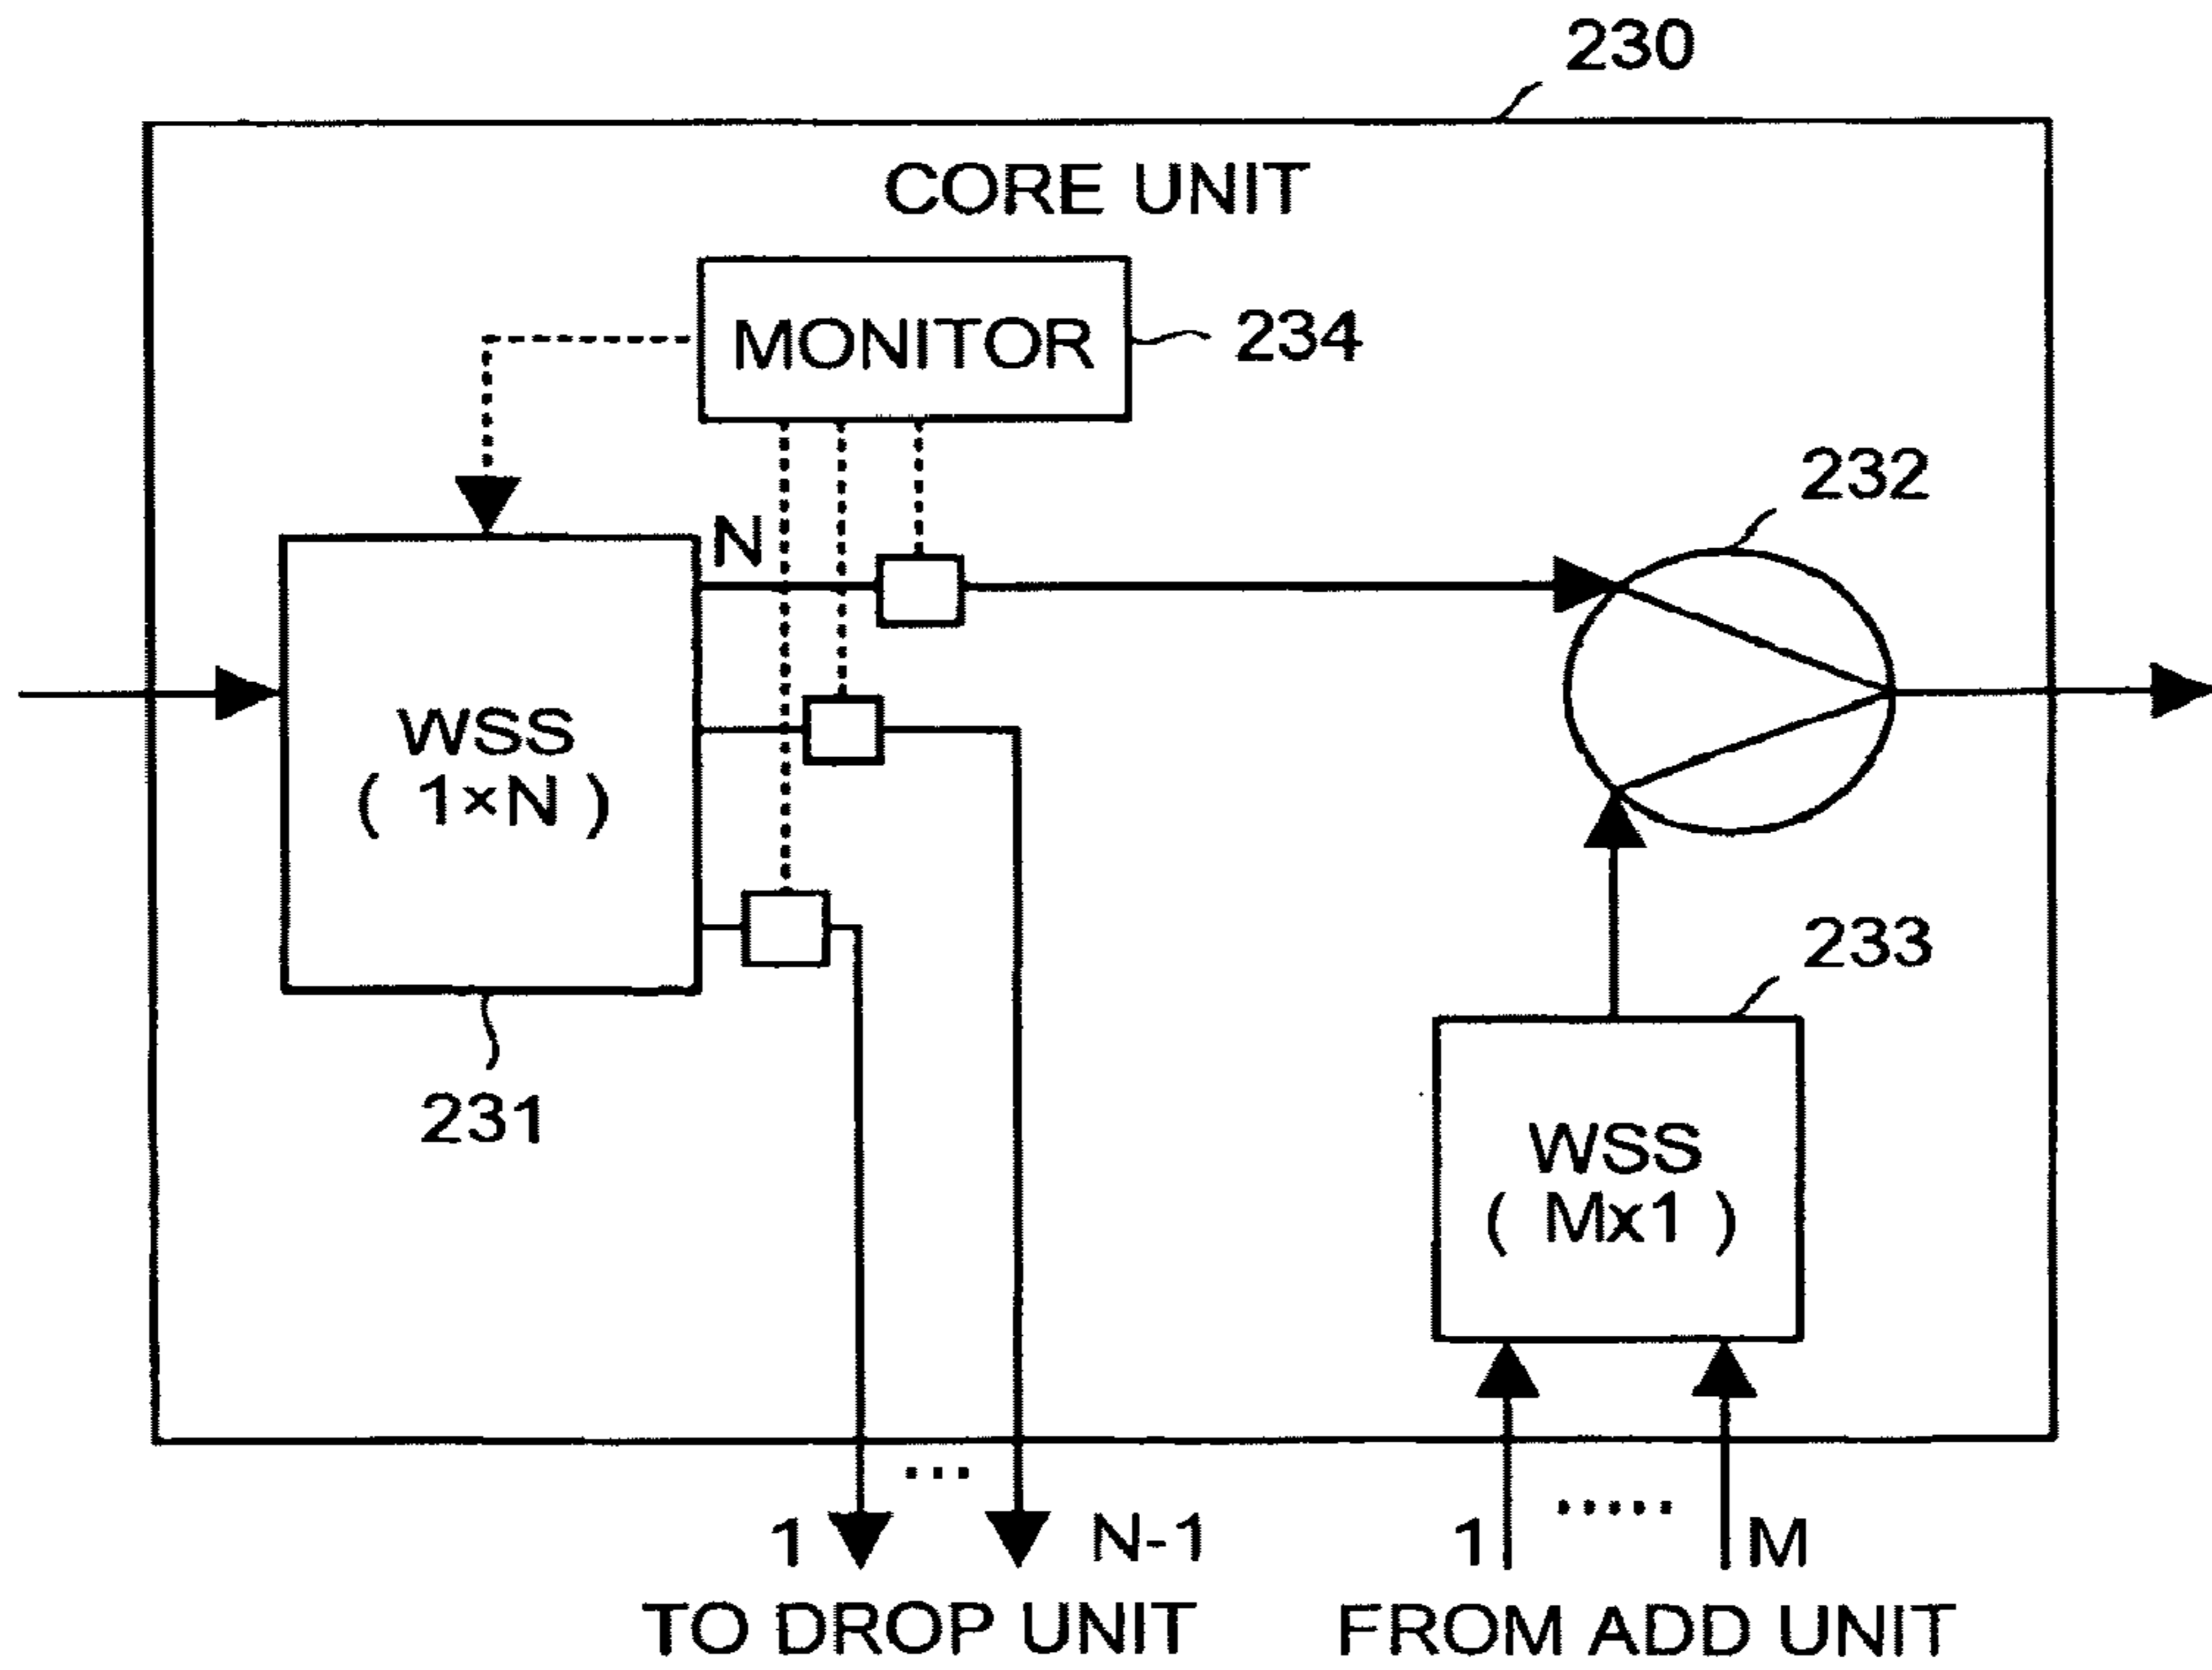 230
CORE UNIT
MONITOR
234
232
N
WSS
( 1×N )
233
231
WSS
( Mx1 )
...
.....
1
N-1
1
M
TO DROP UNIT
FROM ADD UNIT